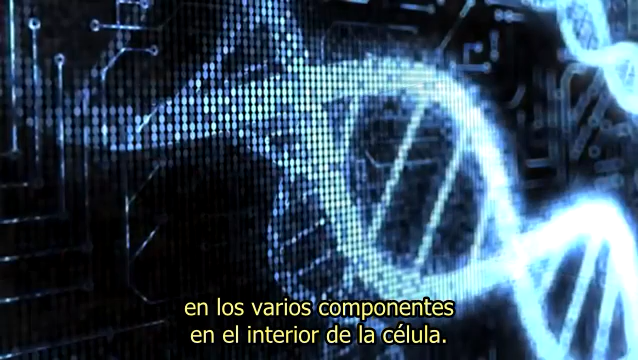 en los varios componentes
en el interior de la célula.